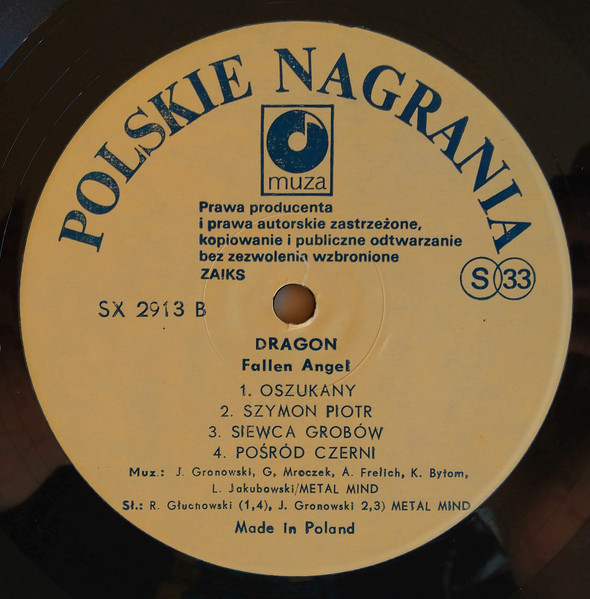 POLSKIE NAGRANIA
muza
Prawa producenta
i prawa autorskie zastrzeżone,
kopiowanie i publiczne odtwarzanie
bez zezwolenia wzbronione
ZAIKS
S 33
SX 2913 B
DRAGON
Fallen Angel
1. OSZUKANY
2. SZYMON PIOTR
3. SIEWCA GROBÓW
4. POŚRÓD CZERNI
Muz.: J. Gronowski, G, Mroczek, A. Frelich, K. Bytom,
L. Jakubowski/METAL MIND
Sł.: R. Głuchowski (1,4), J. Gronowski 2,3) METAL MIND
Made in Poland